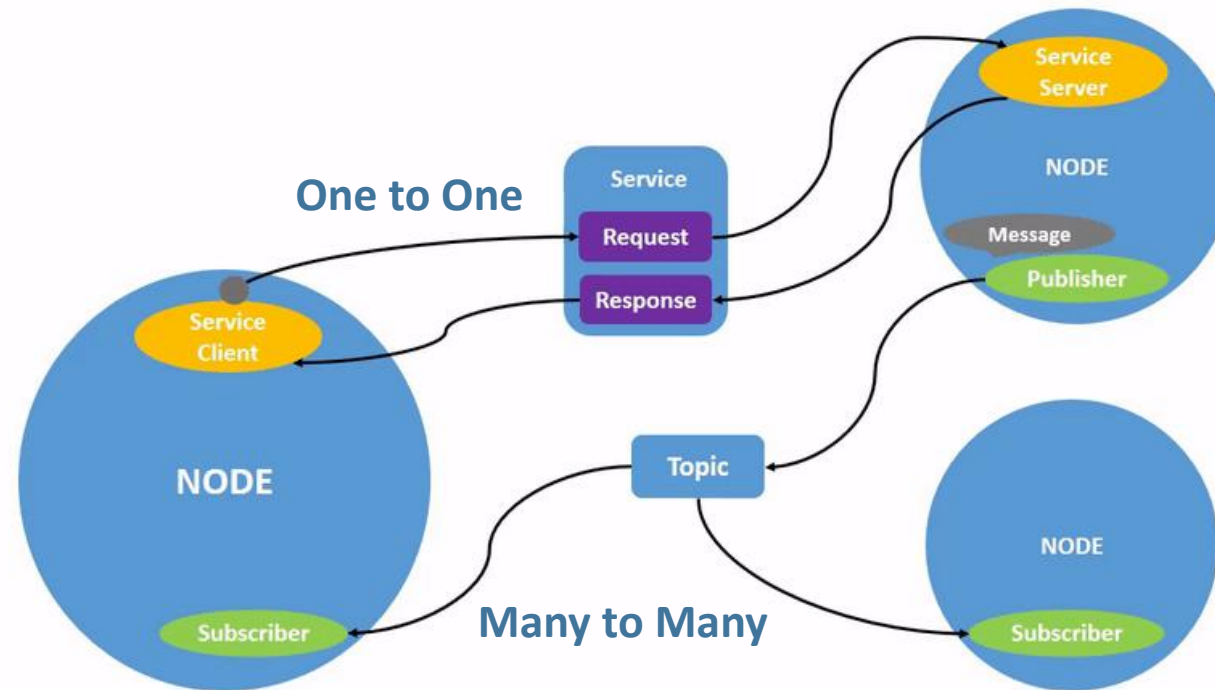 Service
Server
NODE
Message
Publisher
One to One
Service
Request
Response
Service
Client
NODE
Topic
Subscriber
Many to Many
NODE
Subscriber